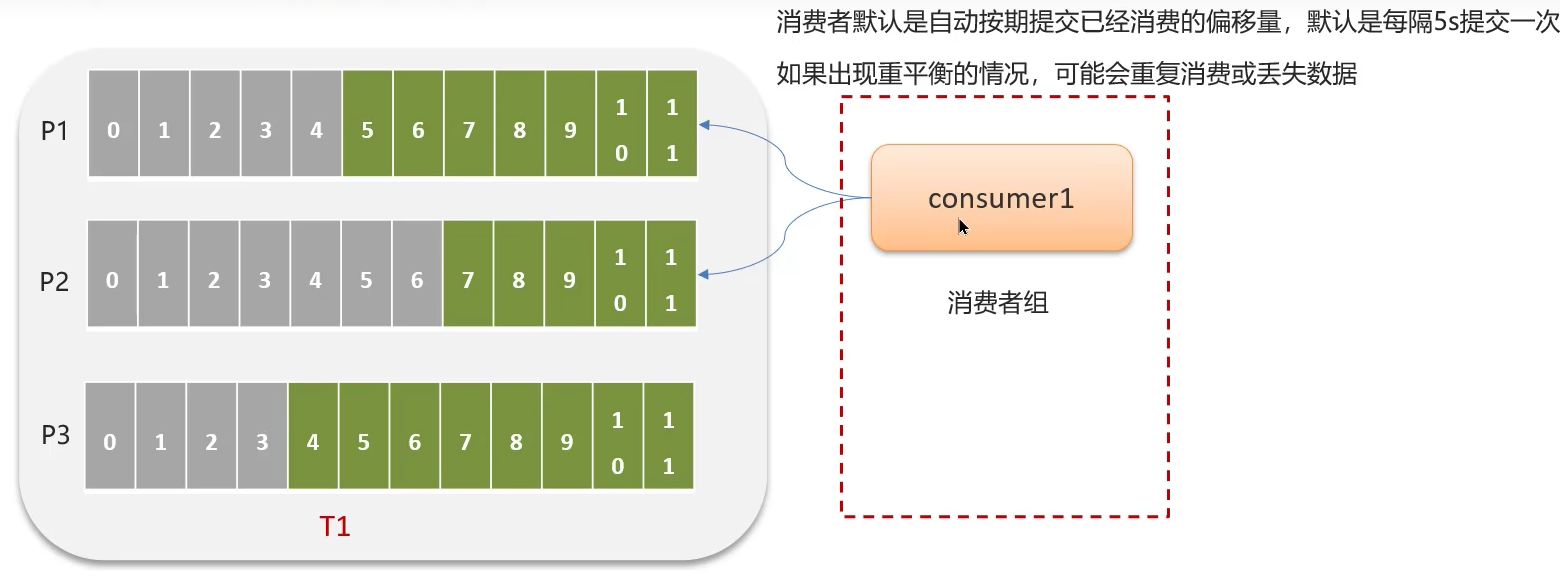 消费者默认是自动按期提交已经消费的偏移量，默认是每隔5s提交一次
如果出现重平衡的情况，可能会重复消费或丢失数据
P1 0 1 2 3 4 5 6 7 8 9 10 11
consumer1
P2 0 1 2 3 4 5 6 7 8 9 10 11
消费者组
P3 0 1 2 3 4 5 6 7 8 9 10 11
T1